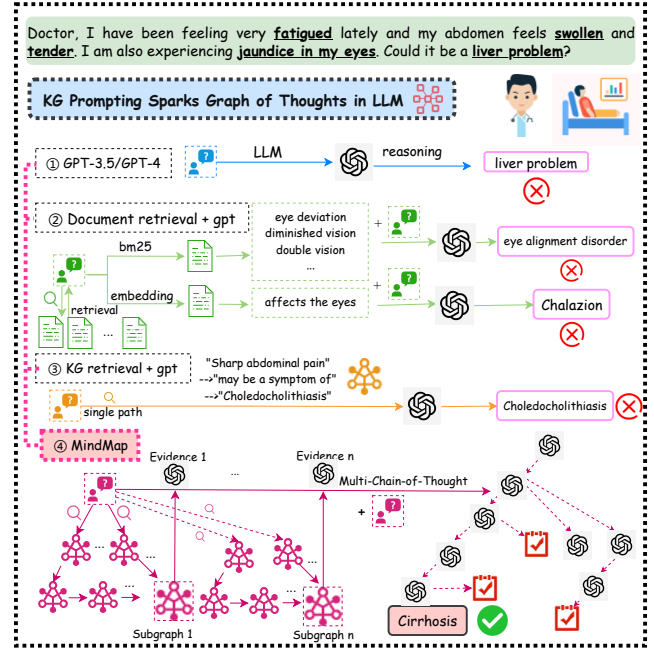 Doctor, I have been feeling very fatigued lately and my abdomen feels swollen and
tender. I am also experiencing jaundice in my eyes. Could it be a liver problem?
KG Prompting Sparks Graph of Thoughts in LLM
① GPT-3.5/GPT-4
?
LLM
reasoning
liver problem
② Document retrieval + gpt
bm25
eye deviation
diminished vision
double vision
...
+
?
eye alignment disorder
?
embedding
affects the eyes
+
?
Chalazion
retrieval
...
③ KG retrieval + gpt
"Sharp abdominal pain"
-->"may be a symptom of"
-->"Choledocholithiasis"
?
single path
Choledocholithiasis
④ MindMap
Evidence 1
...
Evidence n
?
Multi-Chain-of-Thought
+
?
...
...
...
...
...
Subgraph 1
Subgraph n
Cirrhosis